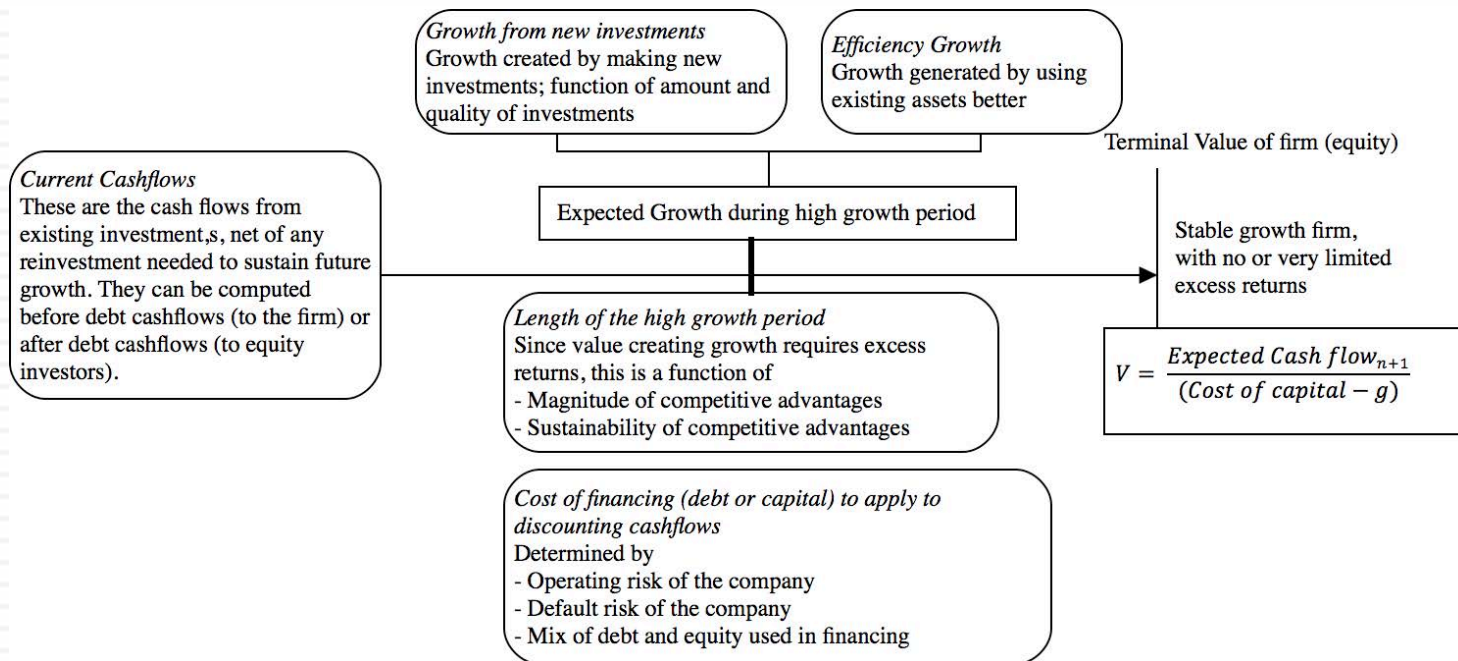 Growth from new investments
Growth created by making new
investments; function of amount and
quality of investments
Efficiency Growth
Growth generated by using
existing assets better
Terminal Value of firm (equity)
Current Cashflows
These are the cash flows from
existing investment,s, net of any
reinvestment needed to sustain future
growth. They can be computed
before debt cashflows (to the firm) or
after debt cashflows (to equity
investors).
Expected Growth during high growth period
Stable growth firm,
with no or very limited
excess returns
Length of the high growth period
Since value creating growth requires excess
returns, this is a function of
- Magnitude of competitive advantages
- Sustainability of competitive advantages
V = Expected Cash flow_{n+1} / (Cost of capital − g)
Cost of financing (debt or capital) to apply to
discounting cashflows
Determined by
- Operating risk of the company
- Default risk of the company
- Mix of debt and equity used in financing